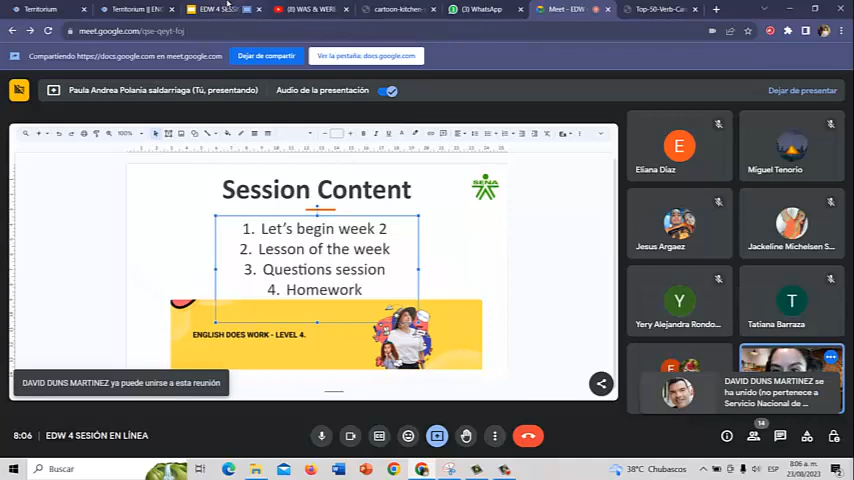 Territorium
Territorium || ENG
EDW 4 SESI
(8) WAS & WERE
cartoon-kitchen-
(3) WhatsApp
Meet - EDW
Top-50-Verb-Can
meet.google.com/qse-qeyt-foj
Compartiendo https://docs.google.com en meet.google.com
Dejar de compartir
Ver la pestaña: docs.google.com
Paula Andrea Polania saldarriaga (Tú, presentando)
Audio de la presentación
Dejar de presentar
100%
Session Content
SENA
1. Let's begin week 2
2. Lesson of the week
3. Questions session
4. Homework
ENGLISH DOES WORK - LEVEL 4.
E
Eliana Diaz
Miguel Tenorio
Jesus Argaez
Jackeline Michelsen S...
Y
Yery Alejandra Rondo...
T
Tatiana Barraza
DAVID DUNS MARTINEZ ya puede unirse a esta reunión
DAVID DUNS MARTINEZ se
ha unido (no pertenece a
Servicio Nacional de ...
8:06
EDW 4 SESIÓN EN LÍNEA
14
Buscar
38°C Chubascos
ESP
8:06 a.m.
23/08/2023